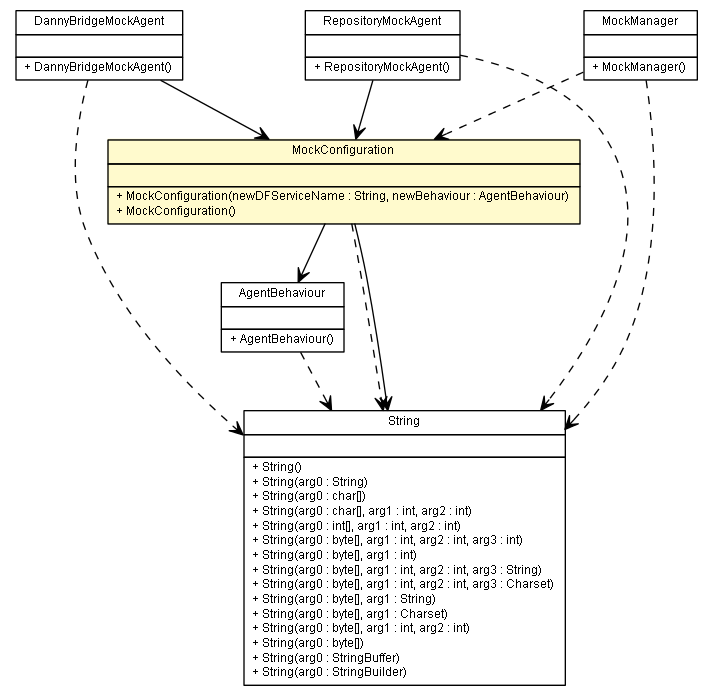 DannyBridgeMockAgent
+ DannyBridgeMockAgent()
RepositoryMockAgent
+ RepositoryMockAgent()
MockManager
+ MockManager()
MockConfiguration
+ MockConfiguration(newDFServiceName : String, newBehaviour : AgentBehaviour)
+ MockConfiguration()
AgentBehaviour
+ AgentBehaviour()
String
+ String()
+ String(arg0 : String)
+ String(arg0 : char[])
+ String(arg0 : char[], arg1 : int, arg2 : int)
+ String(arg0 : int[], arg1 : int, arg2 : int)
+ String(arg0 : byte[], arg1 : int, arg2 : int, arg3 : int)
+ String(arg0 : byte[], arg1 : int)
+ String(arg0 : byte[], arg1 : int, arg2 : int, arg3 : String)
+ String(arg0 : byte[], arg1 : int, arg2 : int, arg3 : Charset)
+ String(arg0 : byte[], arg1 : String)
+ String(arg0 : byte[], arg1 : Charset)
+ String(arg0 : byte[], arg1 : int, arg2 : int)
+ String(arg0 : byte[])
+ String(arg0 : StringBuffer)
+ String(arg0 : StringBuilder)